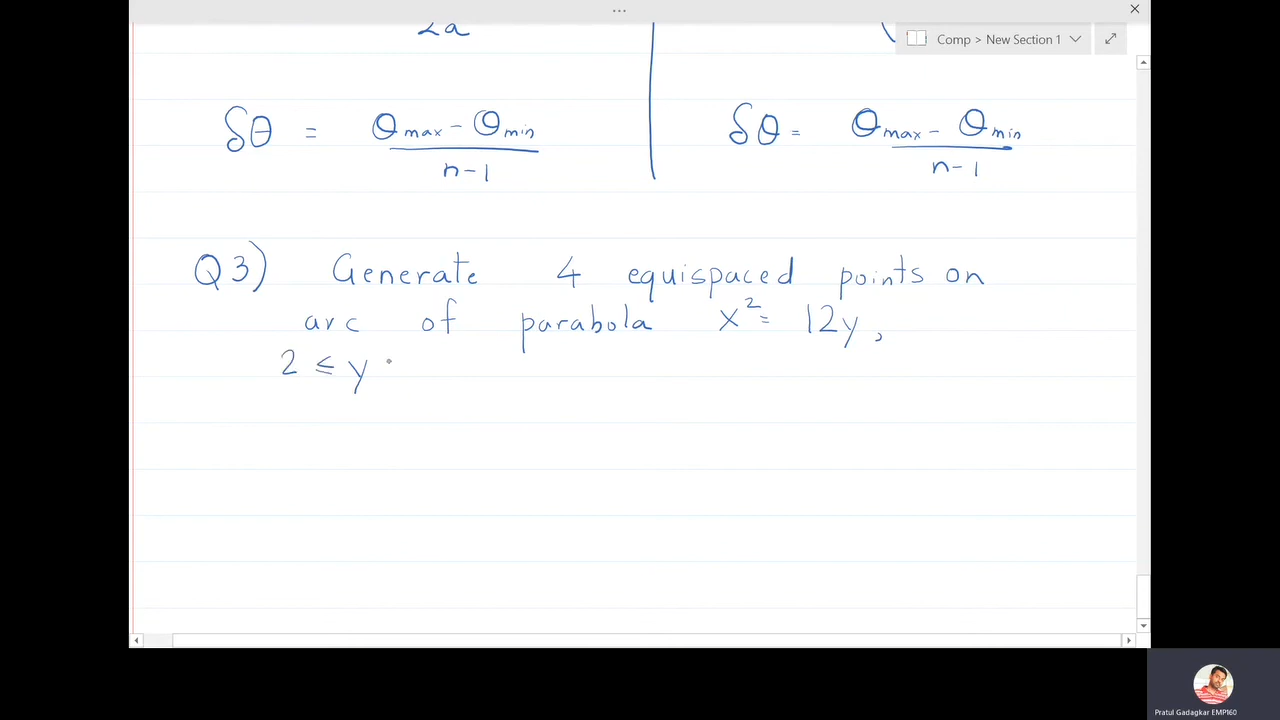 Comp > New Section 1
2a
δθ = θmax - θmin / n-1
δθ = θmax - θmin / n-1
Q3) Generate 4 equispaced points on
arc of parabola x² = 12y,
2 ≤ y
Pratul Gadagkar EMP160